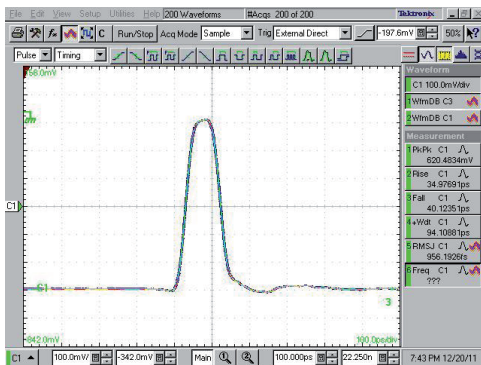 File Edit View Setup Utilities Help 200 Waveforms #Acqs 200 of 200 Tektronix
C Run/Stop Acq Mode Sample Trig External Direct -197.6mV 50%
Pulse Timing
Waveform
C1 100.0mV/div
1 WfmDB C3
2 WfmDB C1
Measurement
1 PkPk C1
620.4834mV
2 Rise C1
34.97691ps
3 Fall C1
40.12351ps
4 +Wdt C1
94.10881ps
5 RMSJ C1
956.1926fs
6 Freq C1
???
C1
C1
3
-842.0mV
100.0ps/div
C1 100.0mV/ -342.0mV Main 100.000ps 22.250n 7:43 PM 12/20/11